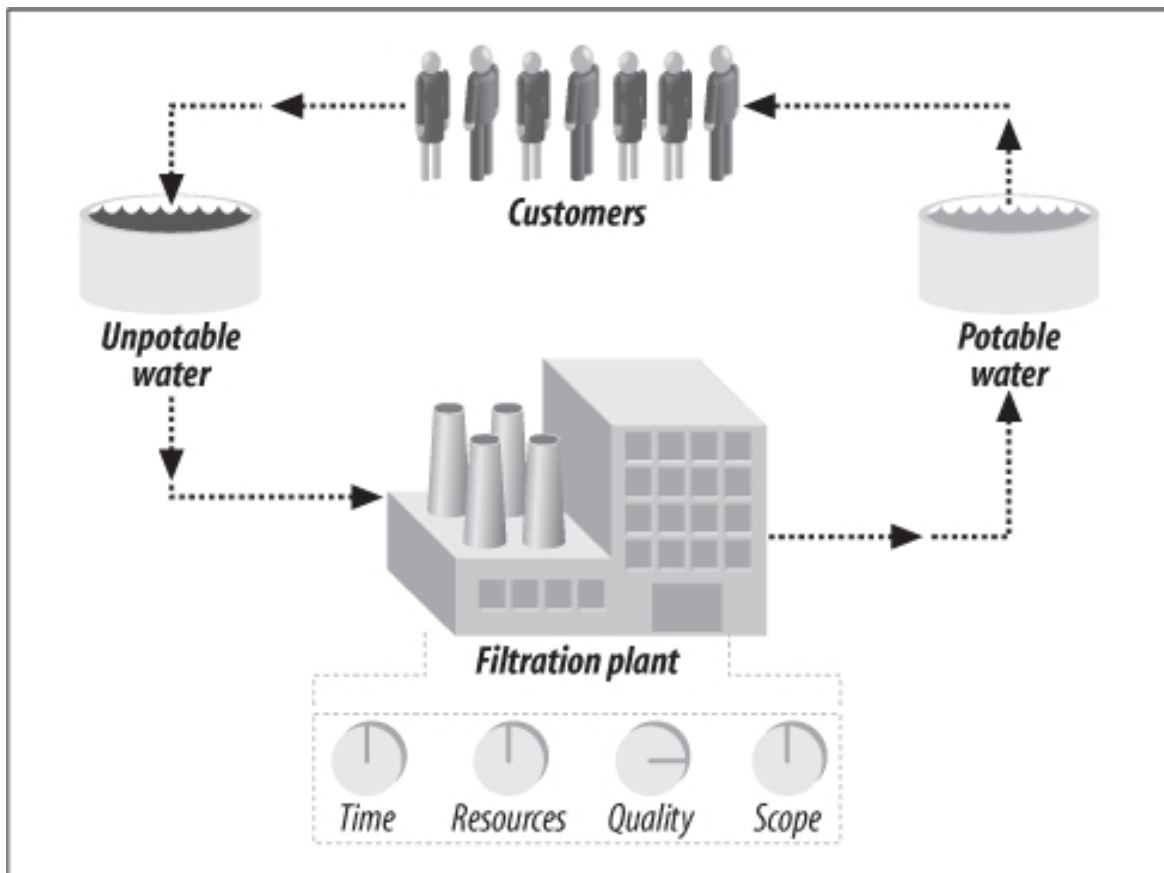 Customers
Unpotable
water
Potable
water
Filtration plant
Time
Resources
Quality
Scope